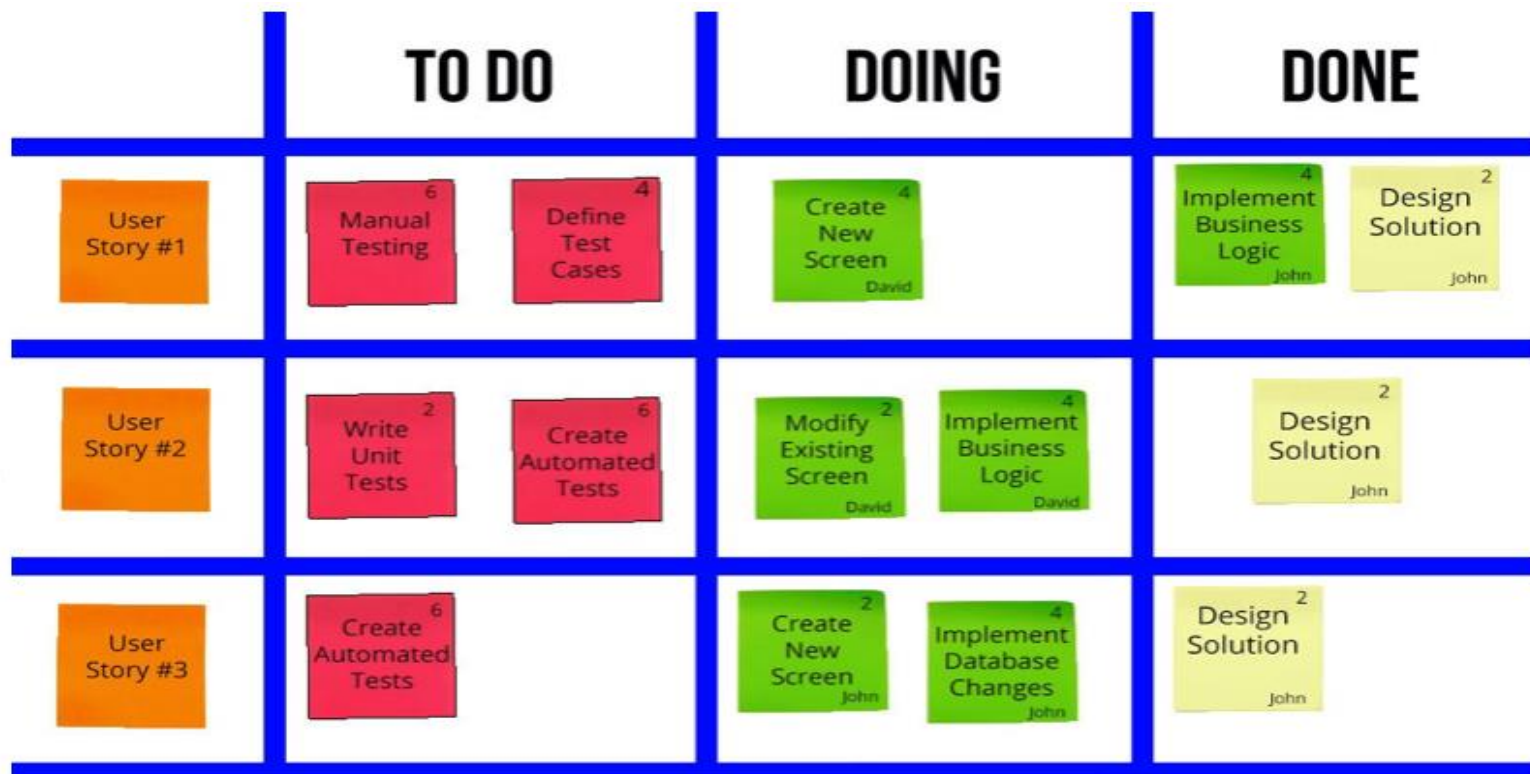 TO DO
DOING
DONE
User
Story #1
6
Manual
Testing
4
Define
Test
Cases
4
Create
New
Screen
David
4
Implement
Business
Logic
John
2
Design
Solution
John
User
Story #2
2
Write
Unit
Tests
6
Create
Automated
Tests
2
Modify
Existing
Screen
David
4
Implement
Business
Logic
David
2
Design
Solution
John
User
Story #3
6
Create
Automated
Tests
2
Create
New
Screen
John
4
Implement
Database
Changes
John
2
Design
Solution
John